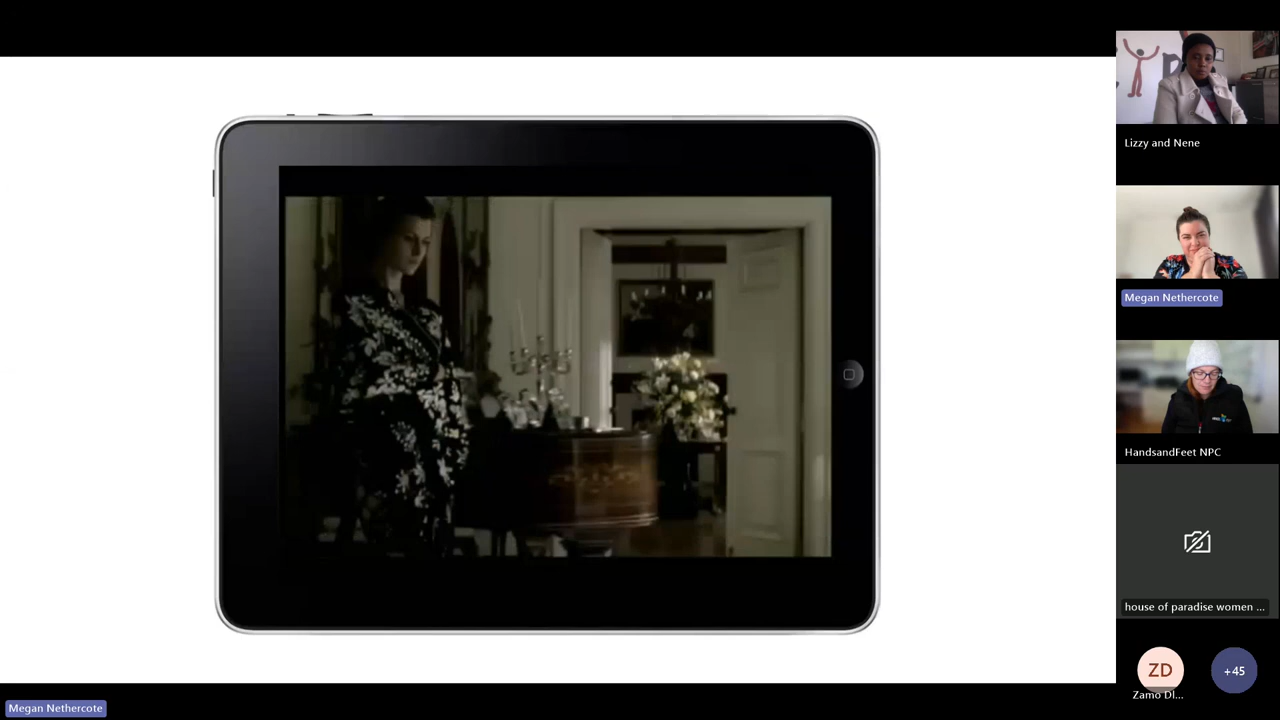 Lizzy and Nene
Megan Nethercote
HandsandFeet NPC
house of paradise women ...
ZD
+45
Zamo Dl...
Megan Nethercote